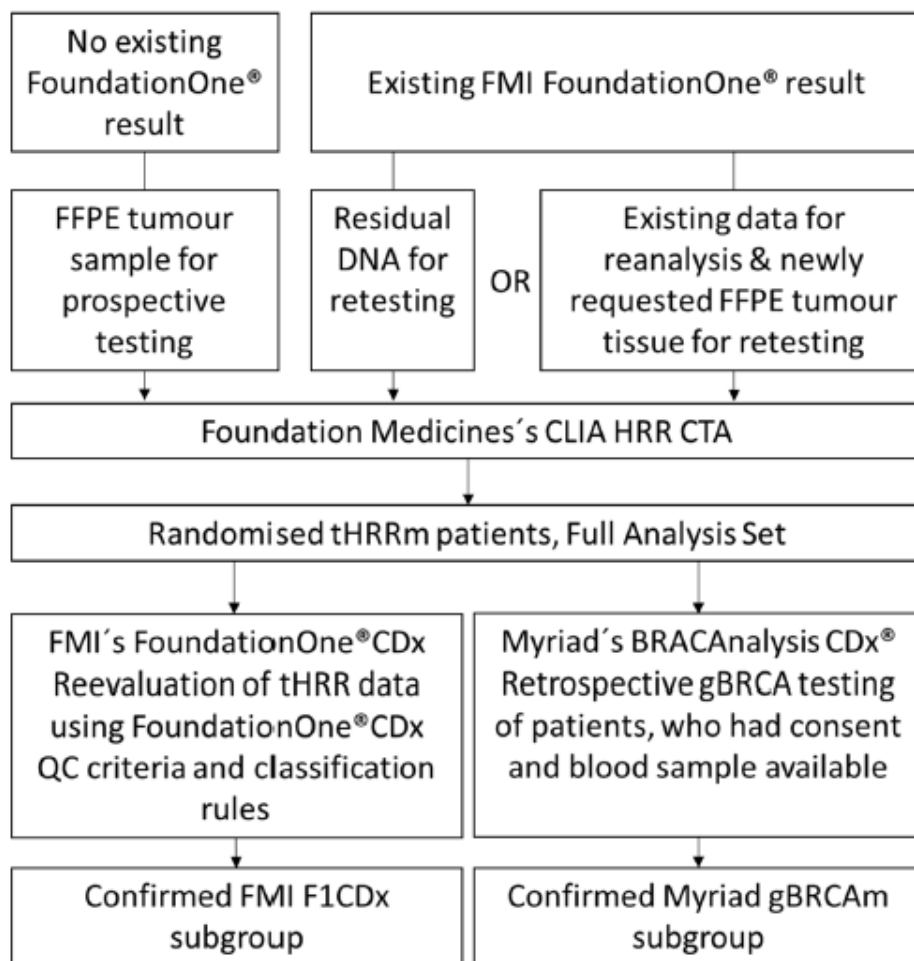 No existing
FoundationOne®
result
Existing FMI FoundationOne® result
FFPE tumour
sample for
prospective
testing
Residual
DNA for
retesting
OR
Existing data for
reanalysis & newly
requested FFPE tumour
tissue for retesting
Foundation Medicines´s CLIA HRR CTA
Randomised tHRRm patients, Full Analysis Set
FMI´s FoundationOne®CDx
Reevaluation of tHRR data
using FoundationOne®CDx
QC criteria and classification
rules
Myriad´s BRACAnalysis CDx®
Retrospective gBRCA testing
of patients, who had consent
and blood sample available
Confirmed FMI F1CDx
subgroup
Confirmed Myriad gBRCAm
subgroup